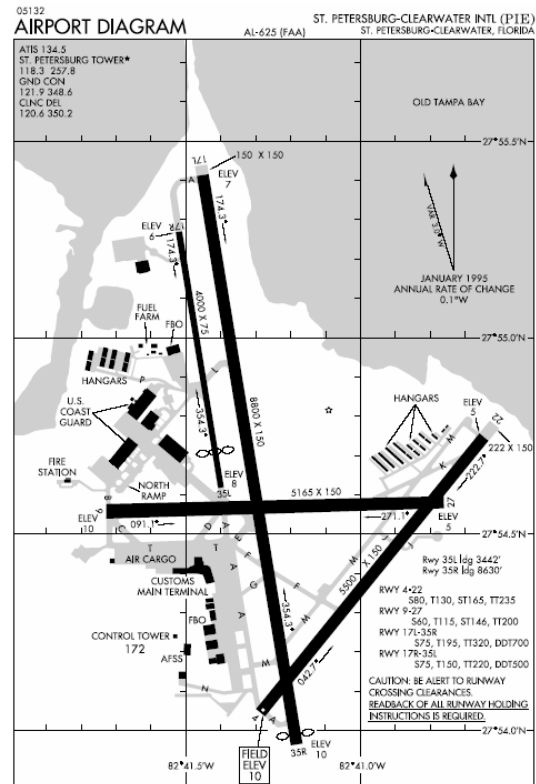 05132
AIRPORT DIAGRAM
AL-625 (FAA)
ST. PETERSBURG-CLEARWATER INTL (PIE)
ST. PETERSBURG-CLEARWATER, FLORIDA
ATIS 134.5
ST. PETERSBURG TOWER★
118.3 257.8
GND CON
121.9 348.6
CLNC DEL
120.6 350.2
OLD TAMPA BAY
27°55.5'N
17L
150 X 150
A
ELEV
7
174.3°
VAR 3.0° W
JANUARY 1995
ANNUAL RATE OF CHANGE
0.1°W
ELEV
6
17R
174.3°
4000 X 75
27°55.0'N
FUEL
FARM
FBO
HANGARS
P
L
8800 X 150
U.S.
COAST
GUARD
354.3°
HANGARS
ELEV
5
22
222 X 150
M
K
222.7°
FIRE
STATION
NORTH
RAMP
ELEV
8
35L
B
9
5165 X 150
27
ELEV
10
091.1°
271.1°
ELEV
5
27°54.5'N
C
D
A
E
F
G
T
T
A
G
F
A
A
M
J
M
M
N
A
AIR CARGO
CUSTOMS
MAIN TERMINAL
FBO
CONTROL TOWER
172
AFSS
5500 X 150
354.3°
042.7°
4
Rwy 35L ldg 3442'
Rwy 35R ldg 8630'
RWY 4-22
S80, T130, ST165, TT235
RWY 9-27
S60, T115, ST146, TT200
RWY 17L-35R
S75, T195, TT320, DDT700
RWY 17R-35L
S75, T150, TT220, DDT500
CAUTION: BE ALERT TO RUNWAY
CROSSING CLEARANCES.
READBACK OF ALL RUNWAY HOLDING
INSTRUCTIONS IS REQUIRED.
27°54.0'N
FIELD
ELEV
10
35R
ELEV
10
82°41.5'W
82°41.0'W